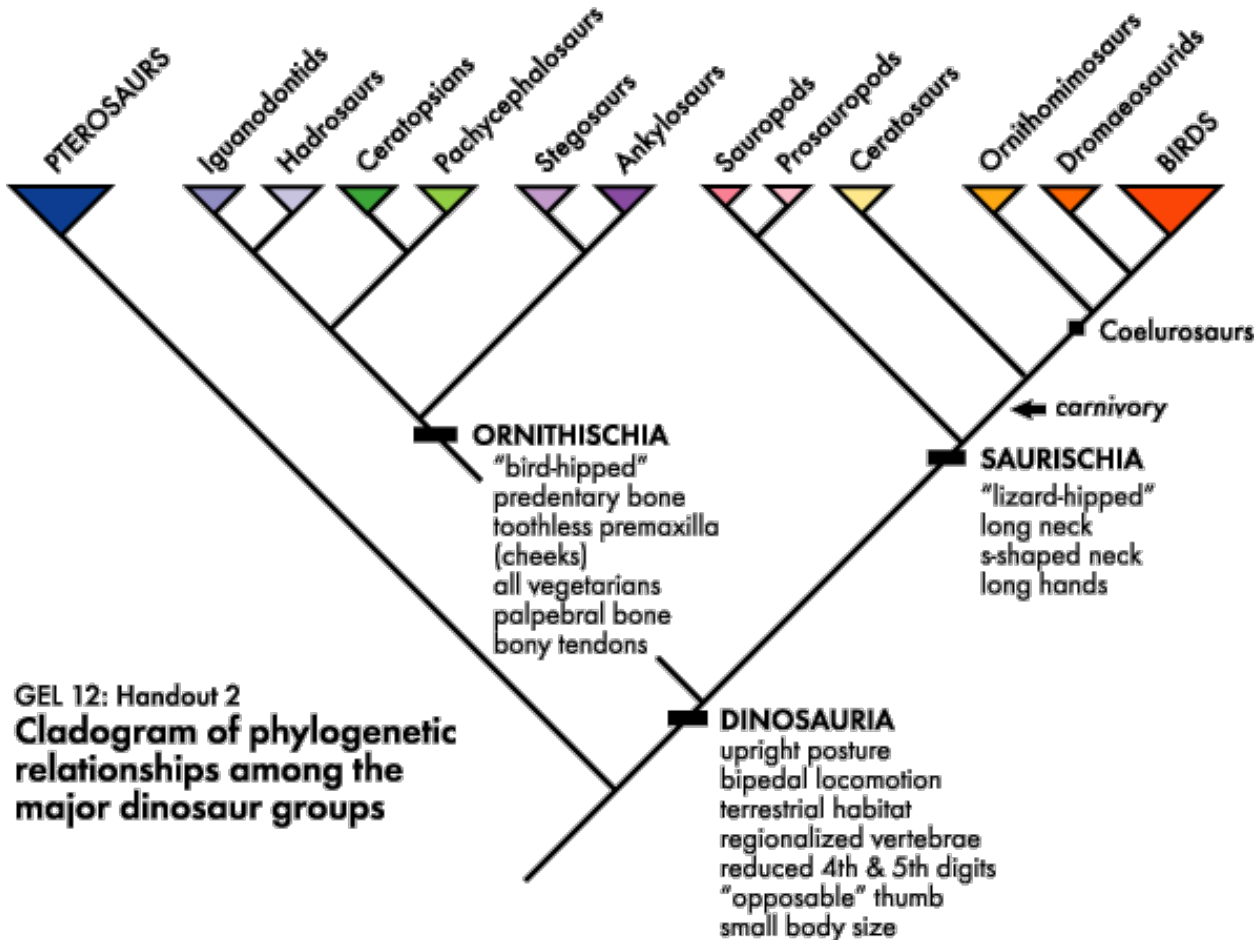 PTEROSAURS
Iguanodontids
Hadrosaurs
Ceratopsians
Pachycephalosaurs
Stegosaurs
Ankylosaurs
Sauropods
Prosauropods
Ceratosaurs
Ornithomimosaurs
Dromaeosaurids
BIRDS
Coelurosaurs
carnivory
ORNITHISCHIA
"bird-hipped"
predentary bone
toothless premaxilla
(cheeks)
all vegetarians
palpebral bone
bony tendons
SAURISCHIA
"lizard-hipped"
long neck
s-shaped neck
long hands
GEL 12: Handout 2
Cladogram of phylogenetic
relationships among the
major dinosaur groups
DINOSAURIA
upright posture
bipedal locomotion
terrestrial habitat
regionalized vertebrae
reduced 4th & 5th digits
"opposable" thumb
small body size